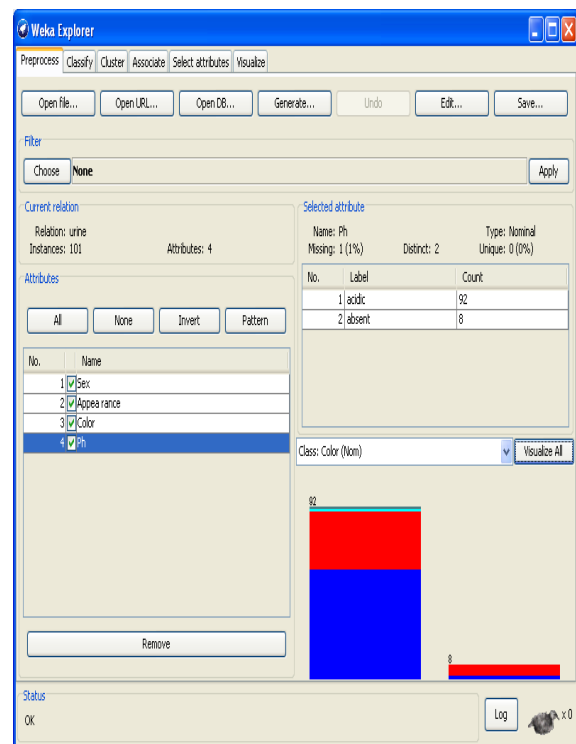 Weka Explorer
Preprocess Classify Cluster Associate Select attributes Visualize
Open file... Open URL... Open DB... Generate... Undo Edit... Save...
Filter
Choose None Apply
Current relation
Relation: urine
Instances: 101 Attributes: 4
Selected attribute
Name: Ph Type: Nominal
Missing: 1 (1%) Distinct: 2 Unique: 0 (0%)
No. Label Count
1 acidic 92
2 absent 8
Attributes
All None Invert Pattern
No. Name
1 Sex
2 Appea rance
3 Color
4 Ph
Remove
Class: Color (Nom) Visualize All
92
8
Status
OK
Log x 0